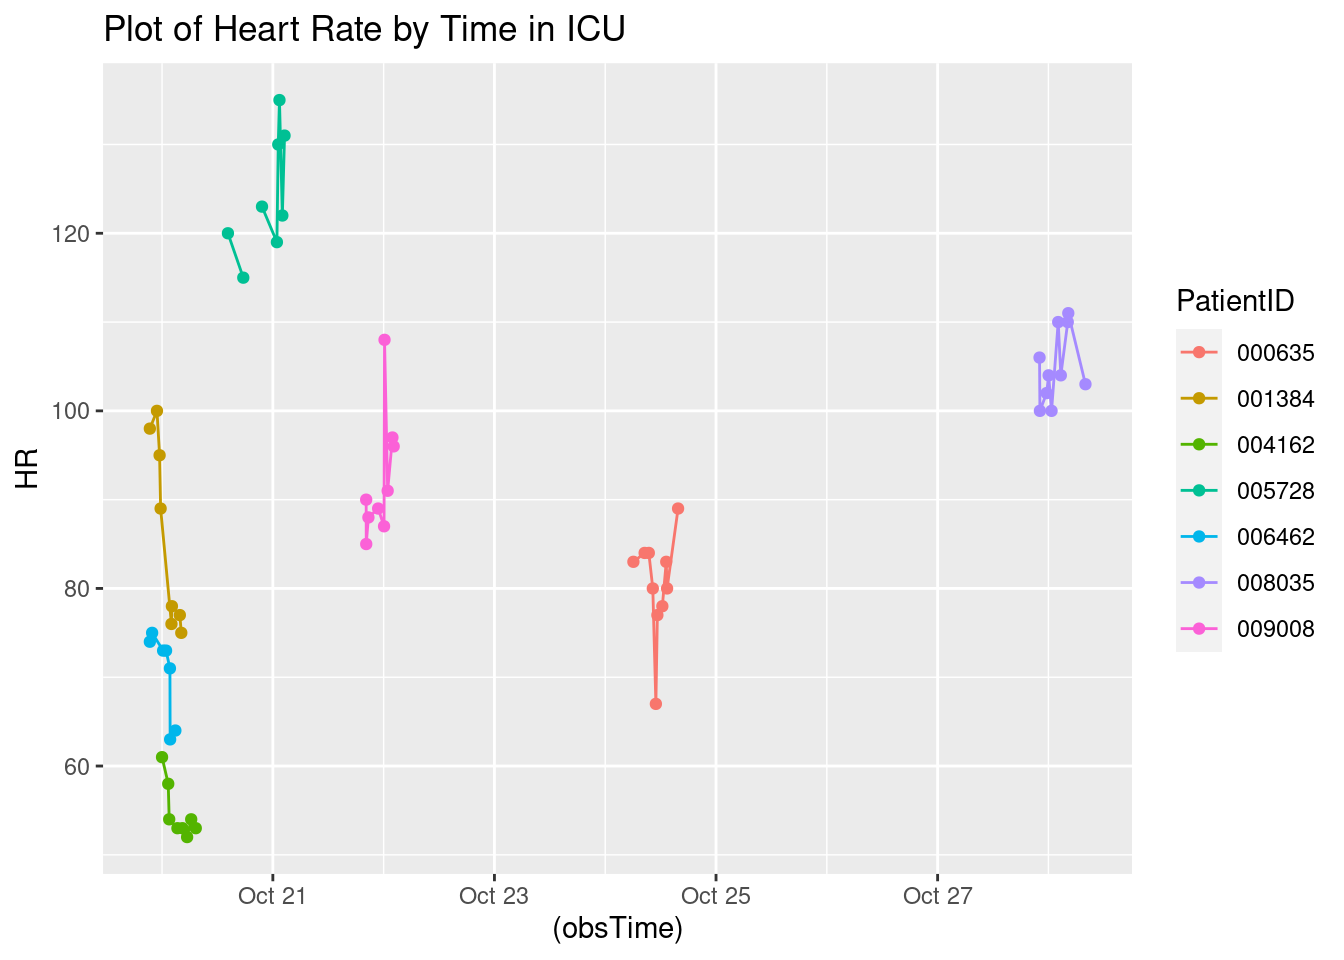 Plot of Heart Rate by Time in ICU
HR
120
100
80
60
Oct 21
Oct 23
Oct 25
Oct 27
(obsTime)
PatientID
000635
001384
004162
005728
006462
008035
009008